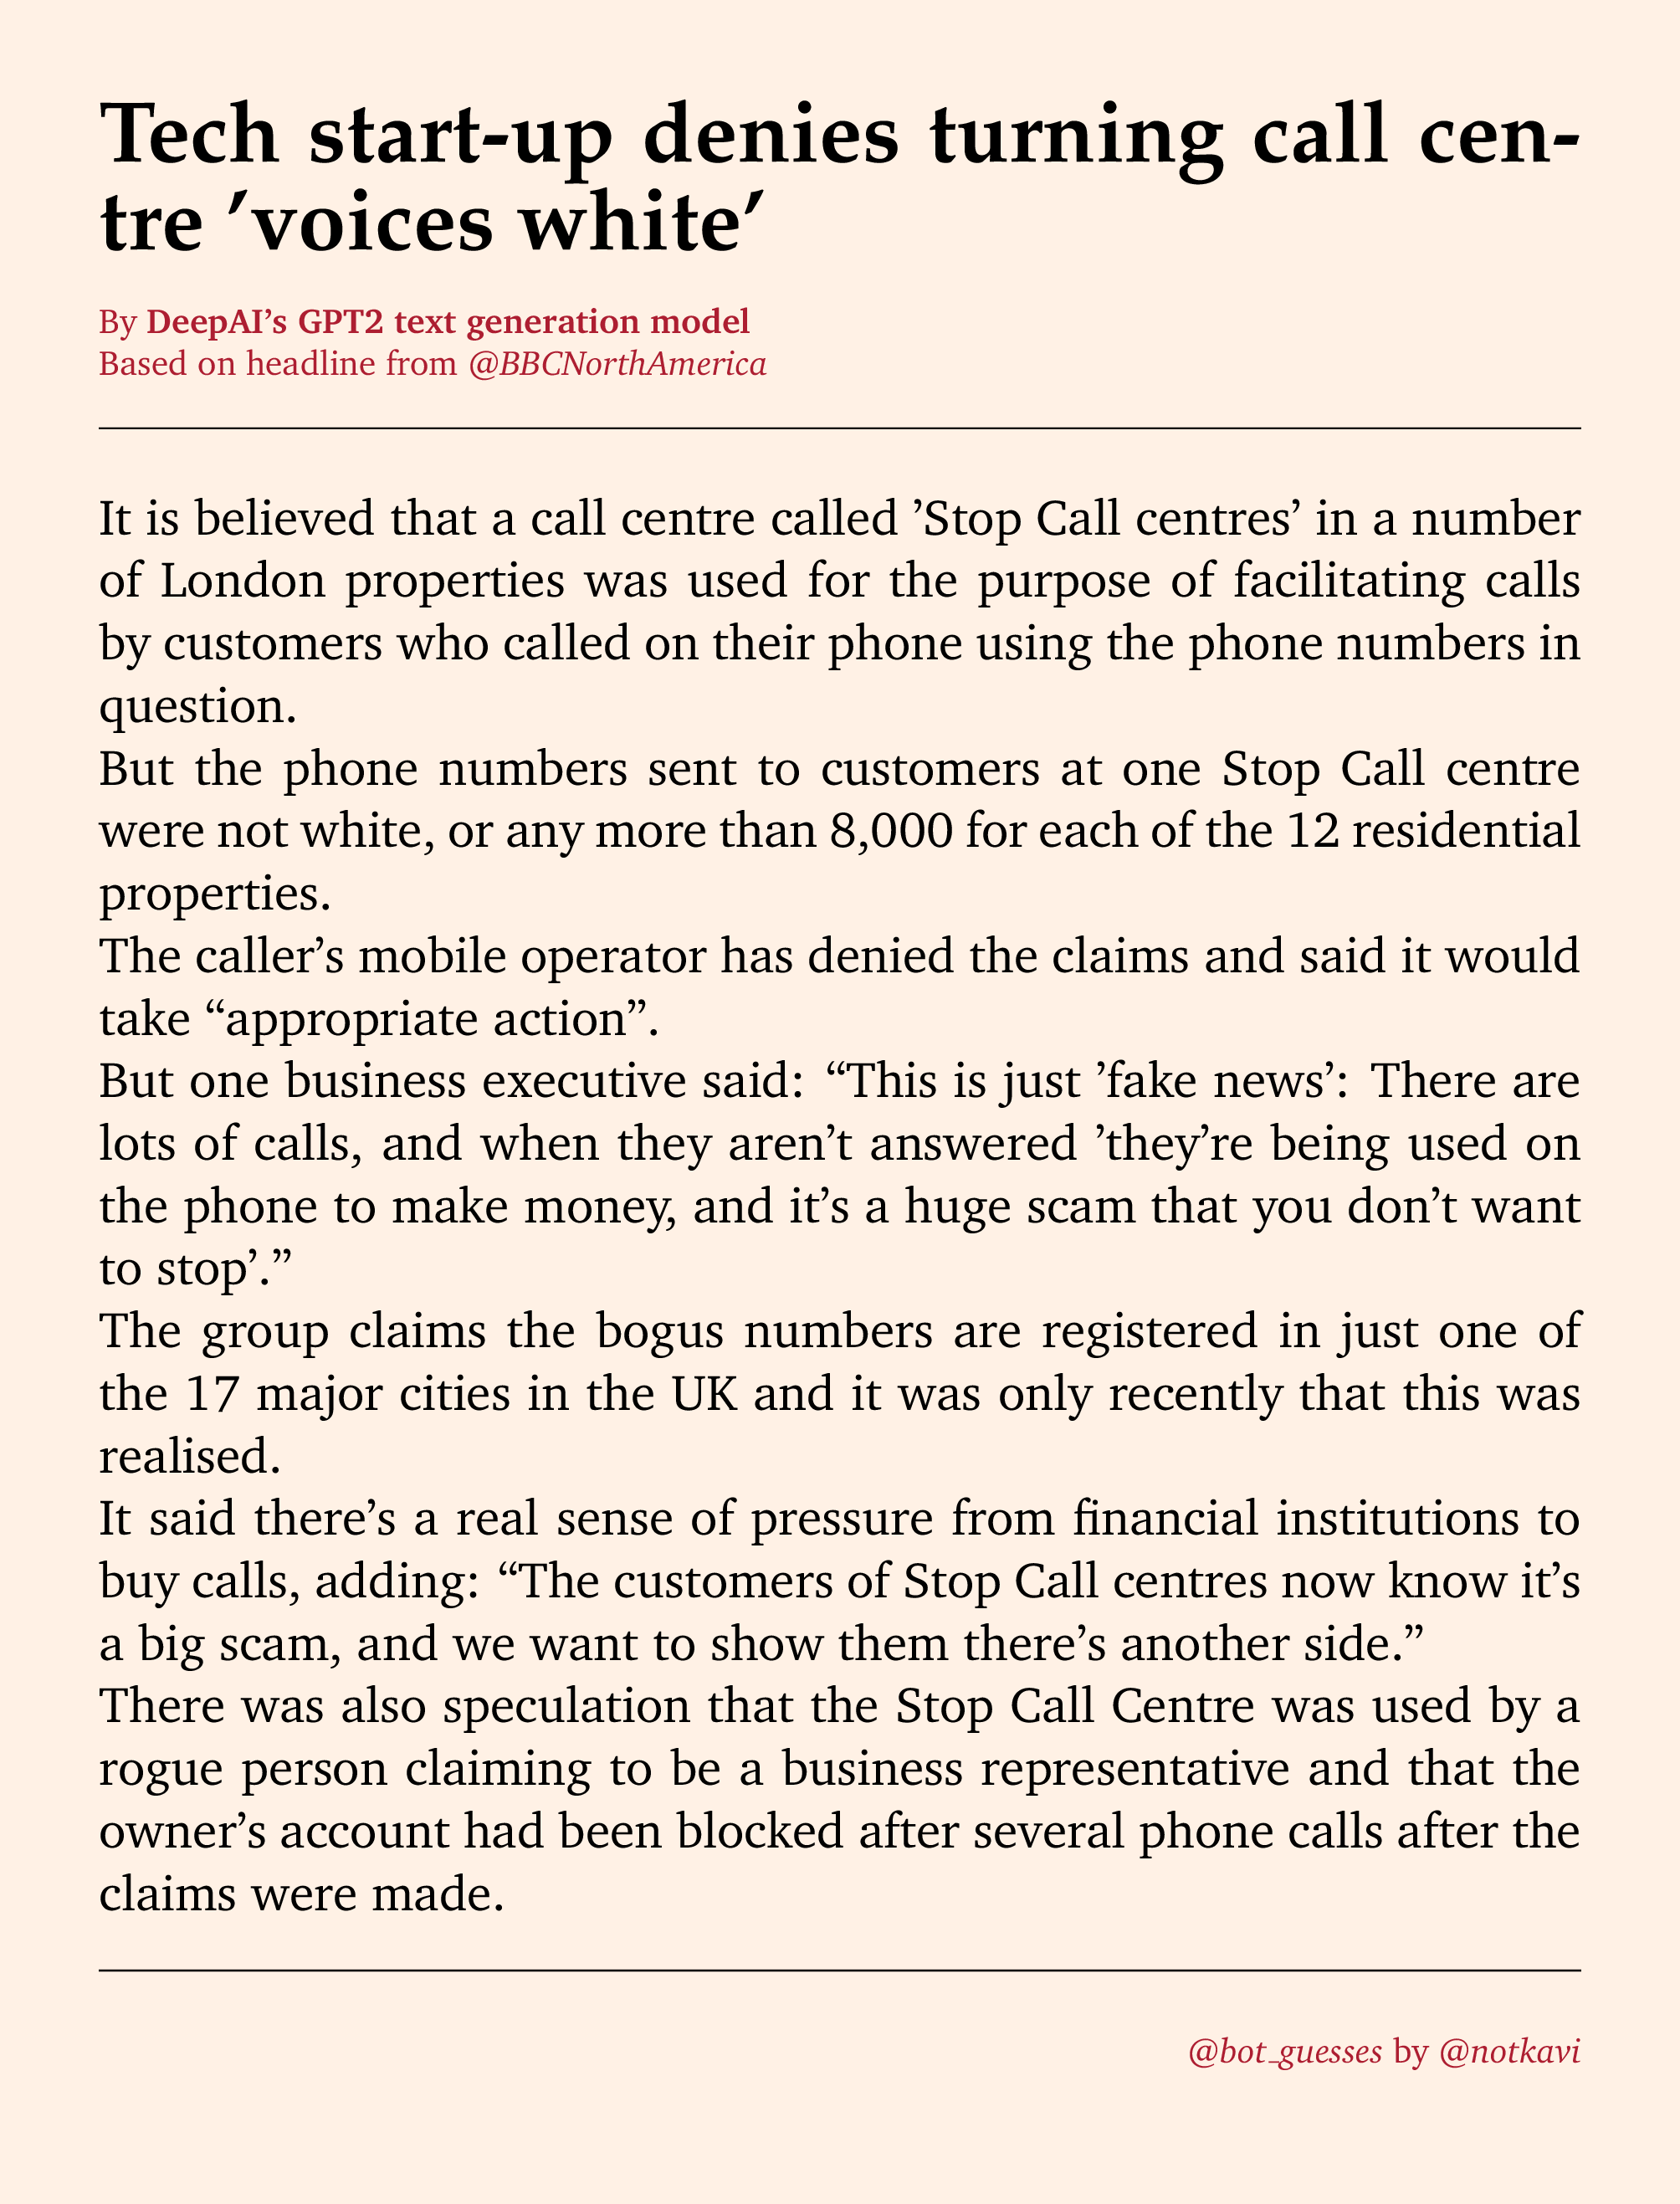 Tech start-up denies turning call cen-
tre ’voices white’
By DeepAI’s GPT2 text generation model
Based on headline from @BBCNorthAmerica
It is believed that a call centre called ’Stop Call centres’ in a number
of London properties was used for the purpose of facilitating calls
by customers who called on their phone using the phone numbers in
question.
But the phone numbers sent to customers at one Stop Call centre
were not white, or any more than 8,000 for each of the 12 residential
properties.
The caller’s mobile operator has denied the claims and said it would
take “appropriate action”.
But one business executive said: “This is just ’fake news’: There are
lots of calls, and when they aren’t answered ’they’re being used on
the phone to make money, and it’s a huge scam that you don’t want
to stop’.”
The group claims the bogus numbers are registered in just one of
the 17 major cities in the UK and it was only recently that this was
realised.
It said there’s a real sense of pressure from financial institutions to
buy calls, adding: “The customers of Stop Call centres now know it’s
a big scam, and we want to show them there’s another side.”
There was also speculation that the Stop Call Centre was used by a
rogue person claiming to be a business representative and that the
owner’s account had been blocked after several phone calls after the
claims were made.
@bot_guesses by @notkavi